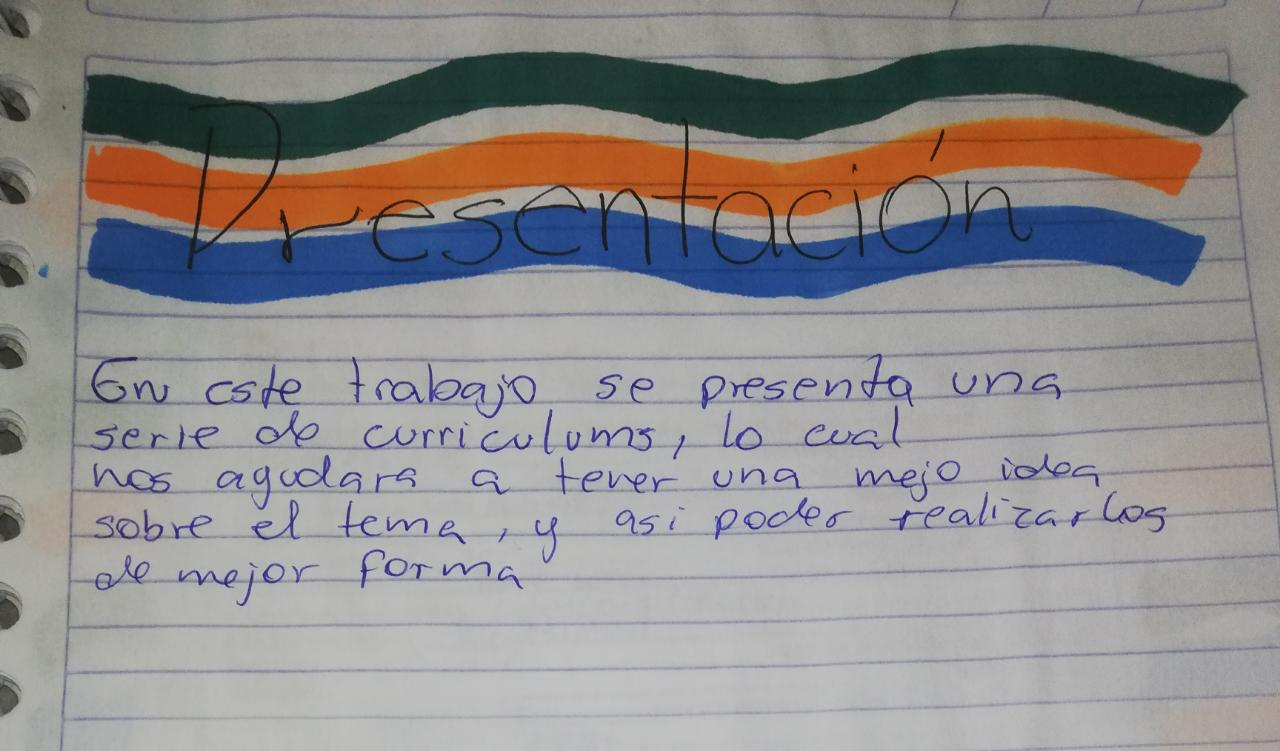 Presentación
En este trabajo se presenta una
serie de curriculums, lo cual
nos agudara a tener una mejo idea
sobre el tema, y asi poder realizarlos
de mejor forma